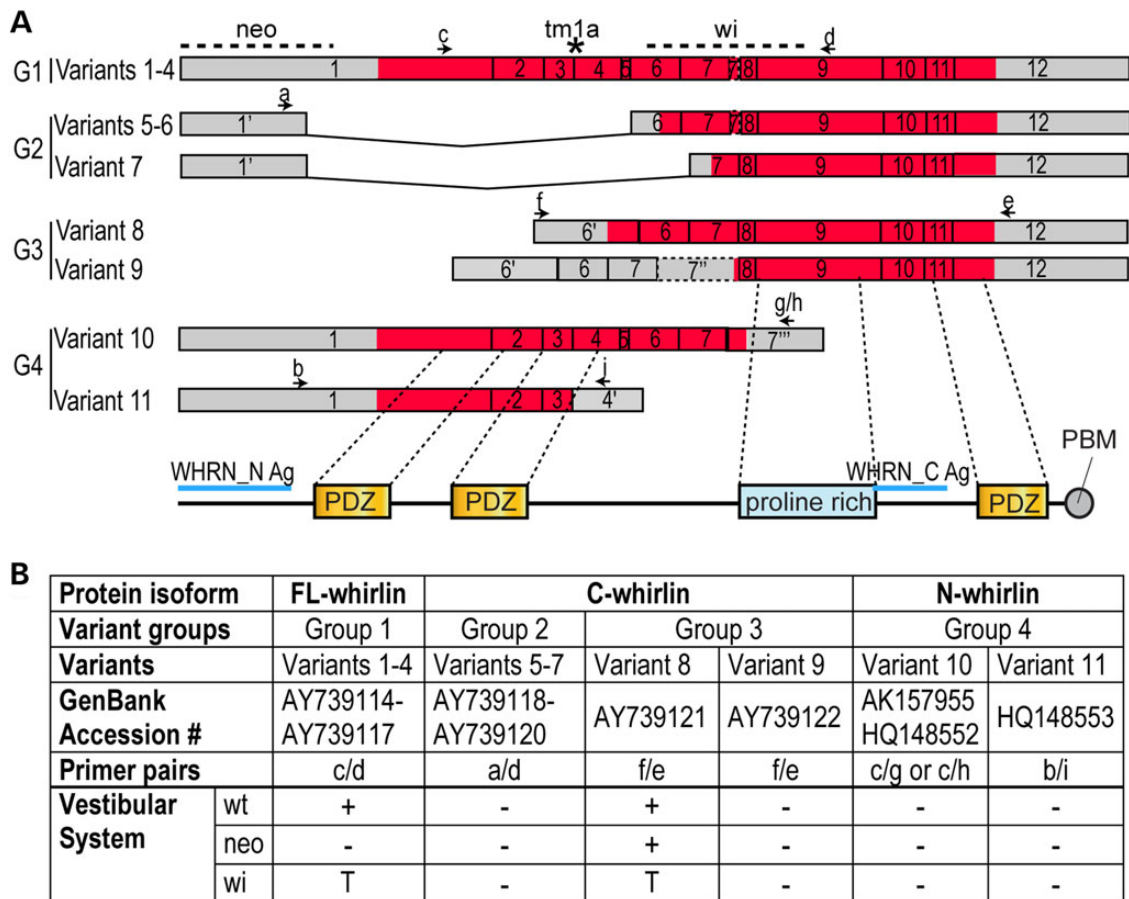 A
neo c tm1a wi d
*
G1 Variants 1-4 1 2 3 4 5 6 7 7' 8 9 10 11 12
a
G2 Variants 5-6 1' 6 7 7' 8 9 10 11 12
Variant 7 1' 7 8 9 10 11 12
f e
G3 Variant 8 6' 6 7 8 9 10 11 12
Variant 9 6' 6 7 7'' 8 9 10 11 12
g/h
G4 Variant 10 1 2 3 4 5 6 7 7'''
b i
Variant 11 1 2 3 4'
PBM
WHRN_N Ag WHRN_C Ag
PDZ PDZ proline rich PDZ
B
Protein isoform FL-whirlin C-whirlin N-whirlin
Variant groups Group 1 Group 2 Group 3 Group 4
Variants Variants 1-4 Variants 5-7 Variant 8 Variant 9 Variant 10 Variant 11
GenBank Accession # AY739114-AY739117 AY739118-AY739120 AY739121 AY739122 AK157955 HQ148552 HQ148553
Primer pairs c/d a/d f/e f/e c/g or c/h b/i
Vestibular System wt + - + - - -
neo - - + - - -
wi T - T - - -